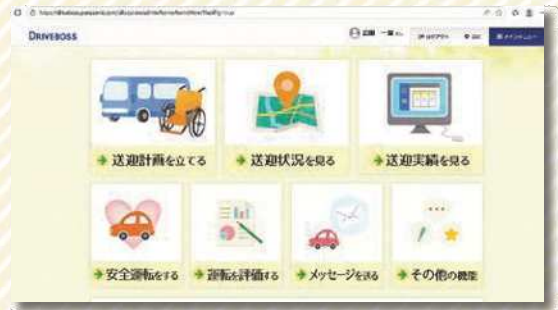 DRIVEBOSS
送迎計画を立てる
送迎状況を見る
送迎実績を見る
安全運転をする
運転を評価する
メッセージを送る
その他の機能